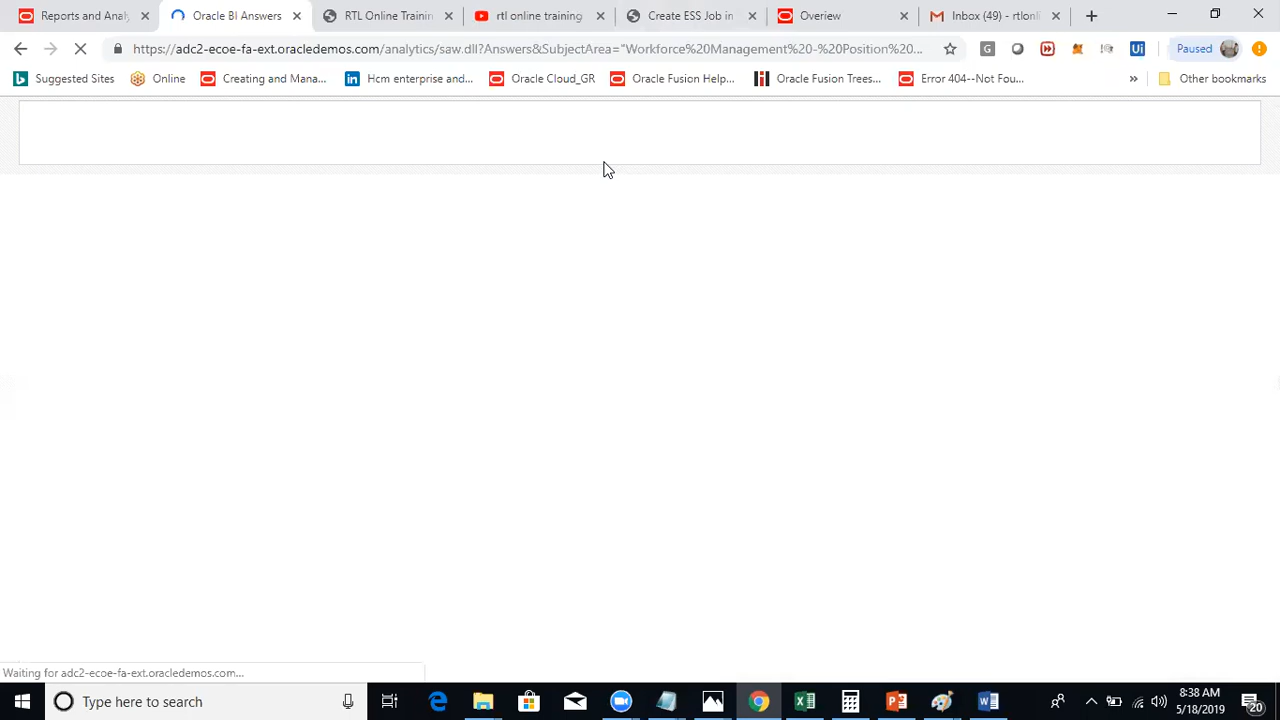 Reports and Analy
Oracle BI Answers
RTL Online Trainin
rtl online training
Create ESS Job in
Overiew
Inbox (49) - rtlonli
https://adc2-ecoe-fa-ext.oracledemos.com/analytics/saw.dll?Answers&SubjectArea="Workforce%20Management%20-%20Position%20...
Paused
Suggested Sites
Online
Creating and Mana...
Hcm enterprise and...
Oracle Cloud_GR
Oracle Fusion Help...
Oracle Fusion Trees...
Error 404--Not Fou...
»
Other bookmarks
Waiting for adc2-ecoe-fa-ext.oracledemos.com...
Type here to search
8:38 AM
5/18/2019
20